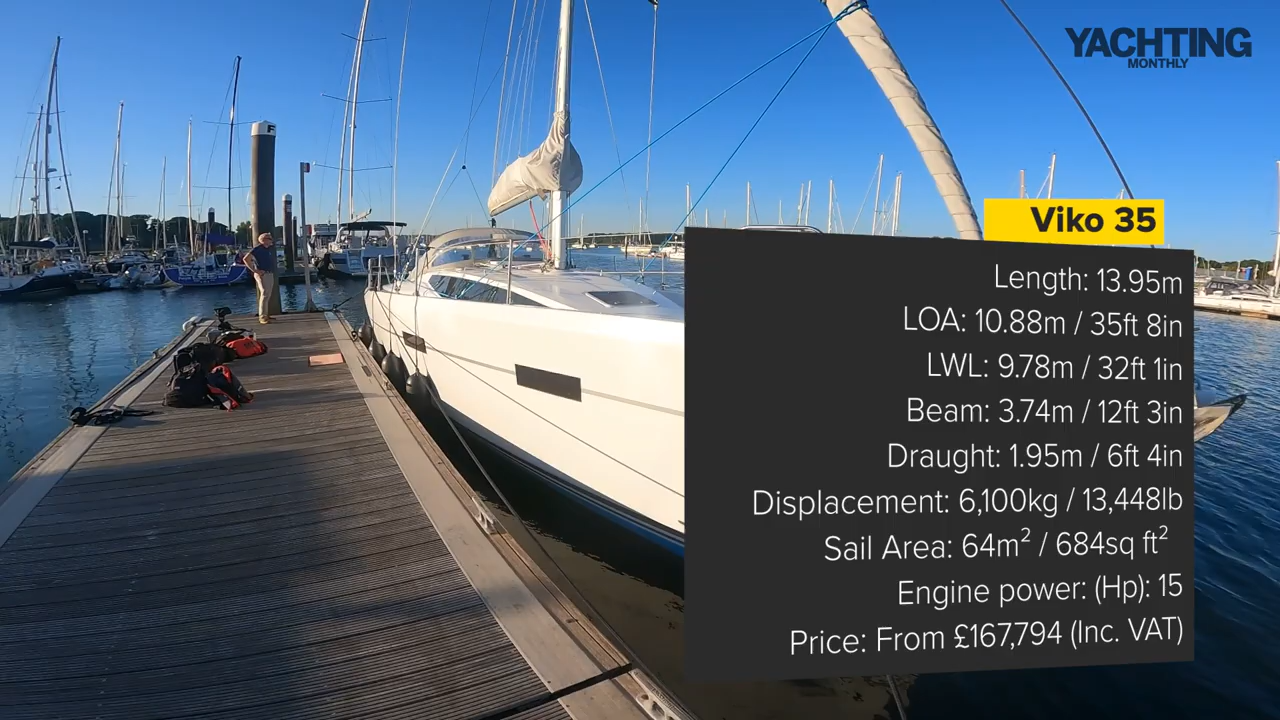 YACHTING
MONTHLY
F
Viko 35
Length: 13.95m
LOA: 10.88m / 35ft 8in
LWL: 9.78m / 32ft 1in
Beam: 3.74m / 12ft 3in
Draught: 1.95m / 6ft 4in
Displacement: 6,100kg / 13,448lb
Sail Area: 64m² / 684sq ft²
Engine power: (Hp): 15
Price: From £167,794 (Inc. VAT)